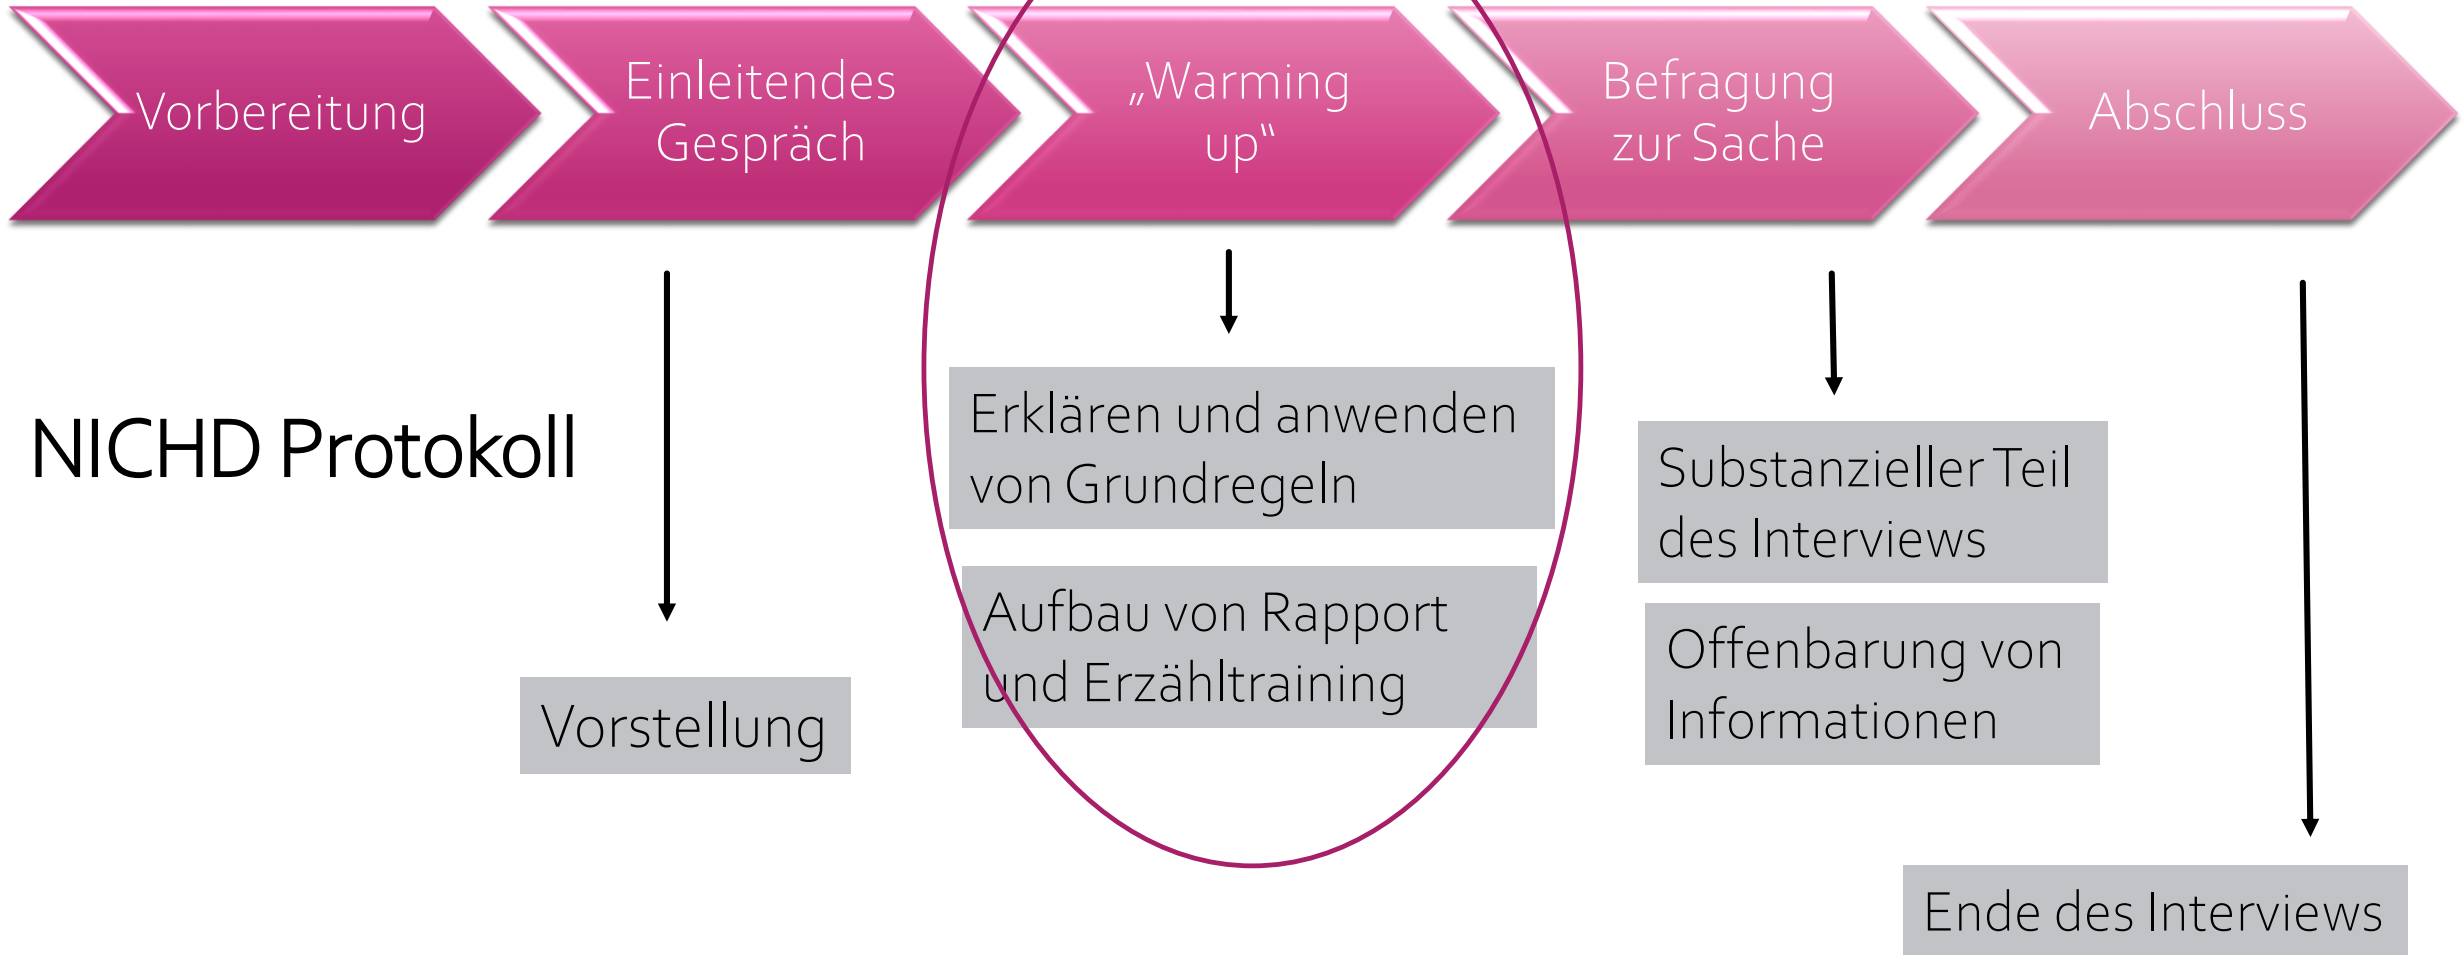 Vorbereitung
Einleitendes
Gespräch
„Warming
up“
Befragung
zur Sache
Abschluss
NICHD Protokoll
Vorstellung
Erklären und anwenden
von Grundregeln
Aufbau von Rapport
und Erzähltraining
Substanzieller Teil
des Interviews
Offenbarung von
Informationen
Ende des Interviews